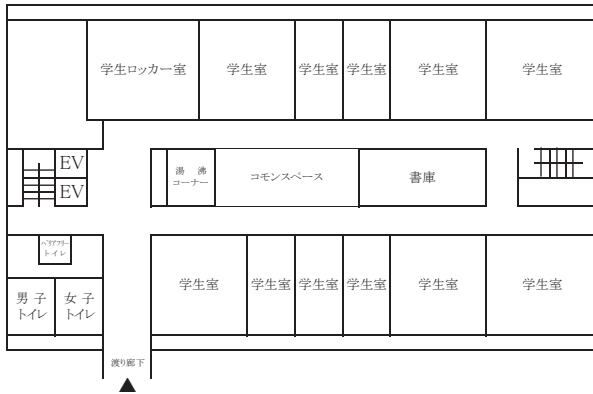 学生ロッカー室 学生室 学生室 学生室 学生室 学生室
EV
EV
湯 沸
コーナー
コモンスペース
書庫
バリアフリー
トイレ
男 子
トイレ
女 子
トイレ
学生室 学生室 学生室 学生室 学生室 学生室
渡り廊下